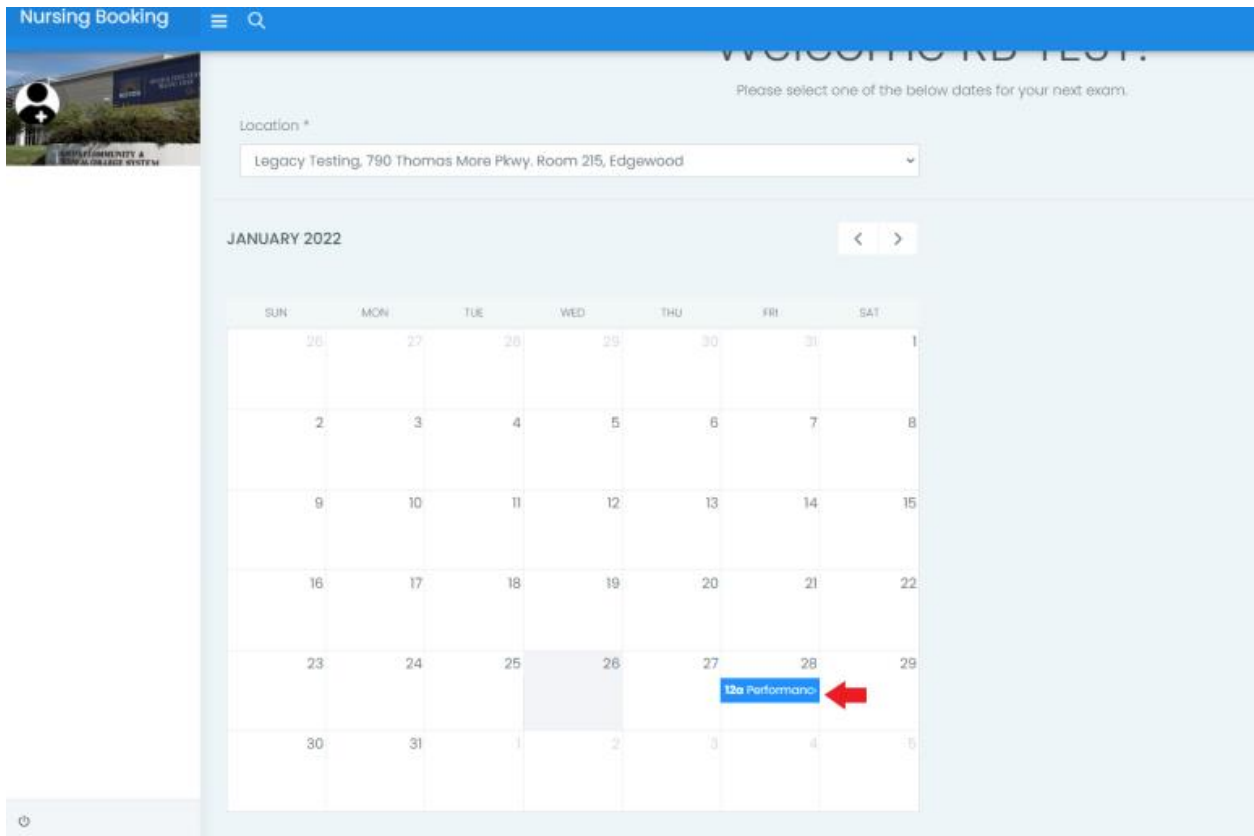 Nursing Booking
Please select one of the below dates for your next exam.
Location *
Legacy Testing, 790 Thomas More Pkwy. Room 215, Edgewood
JANUARY 2022
SUN MON TUE WED THU FRI SAT
26 27 28 29 30 31 1
2 3 4 5 6 7 8
9 10 11 12 13 14 15
16 17 18 19 20 21 22
23 24 25 26 27 28 29
12a Performanc
30 31 1 2 3 4 5